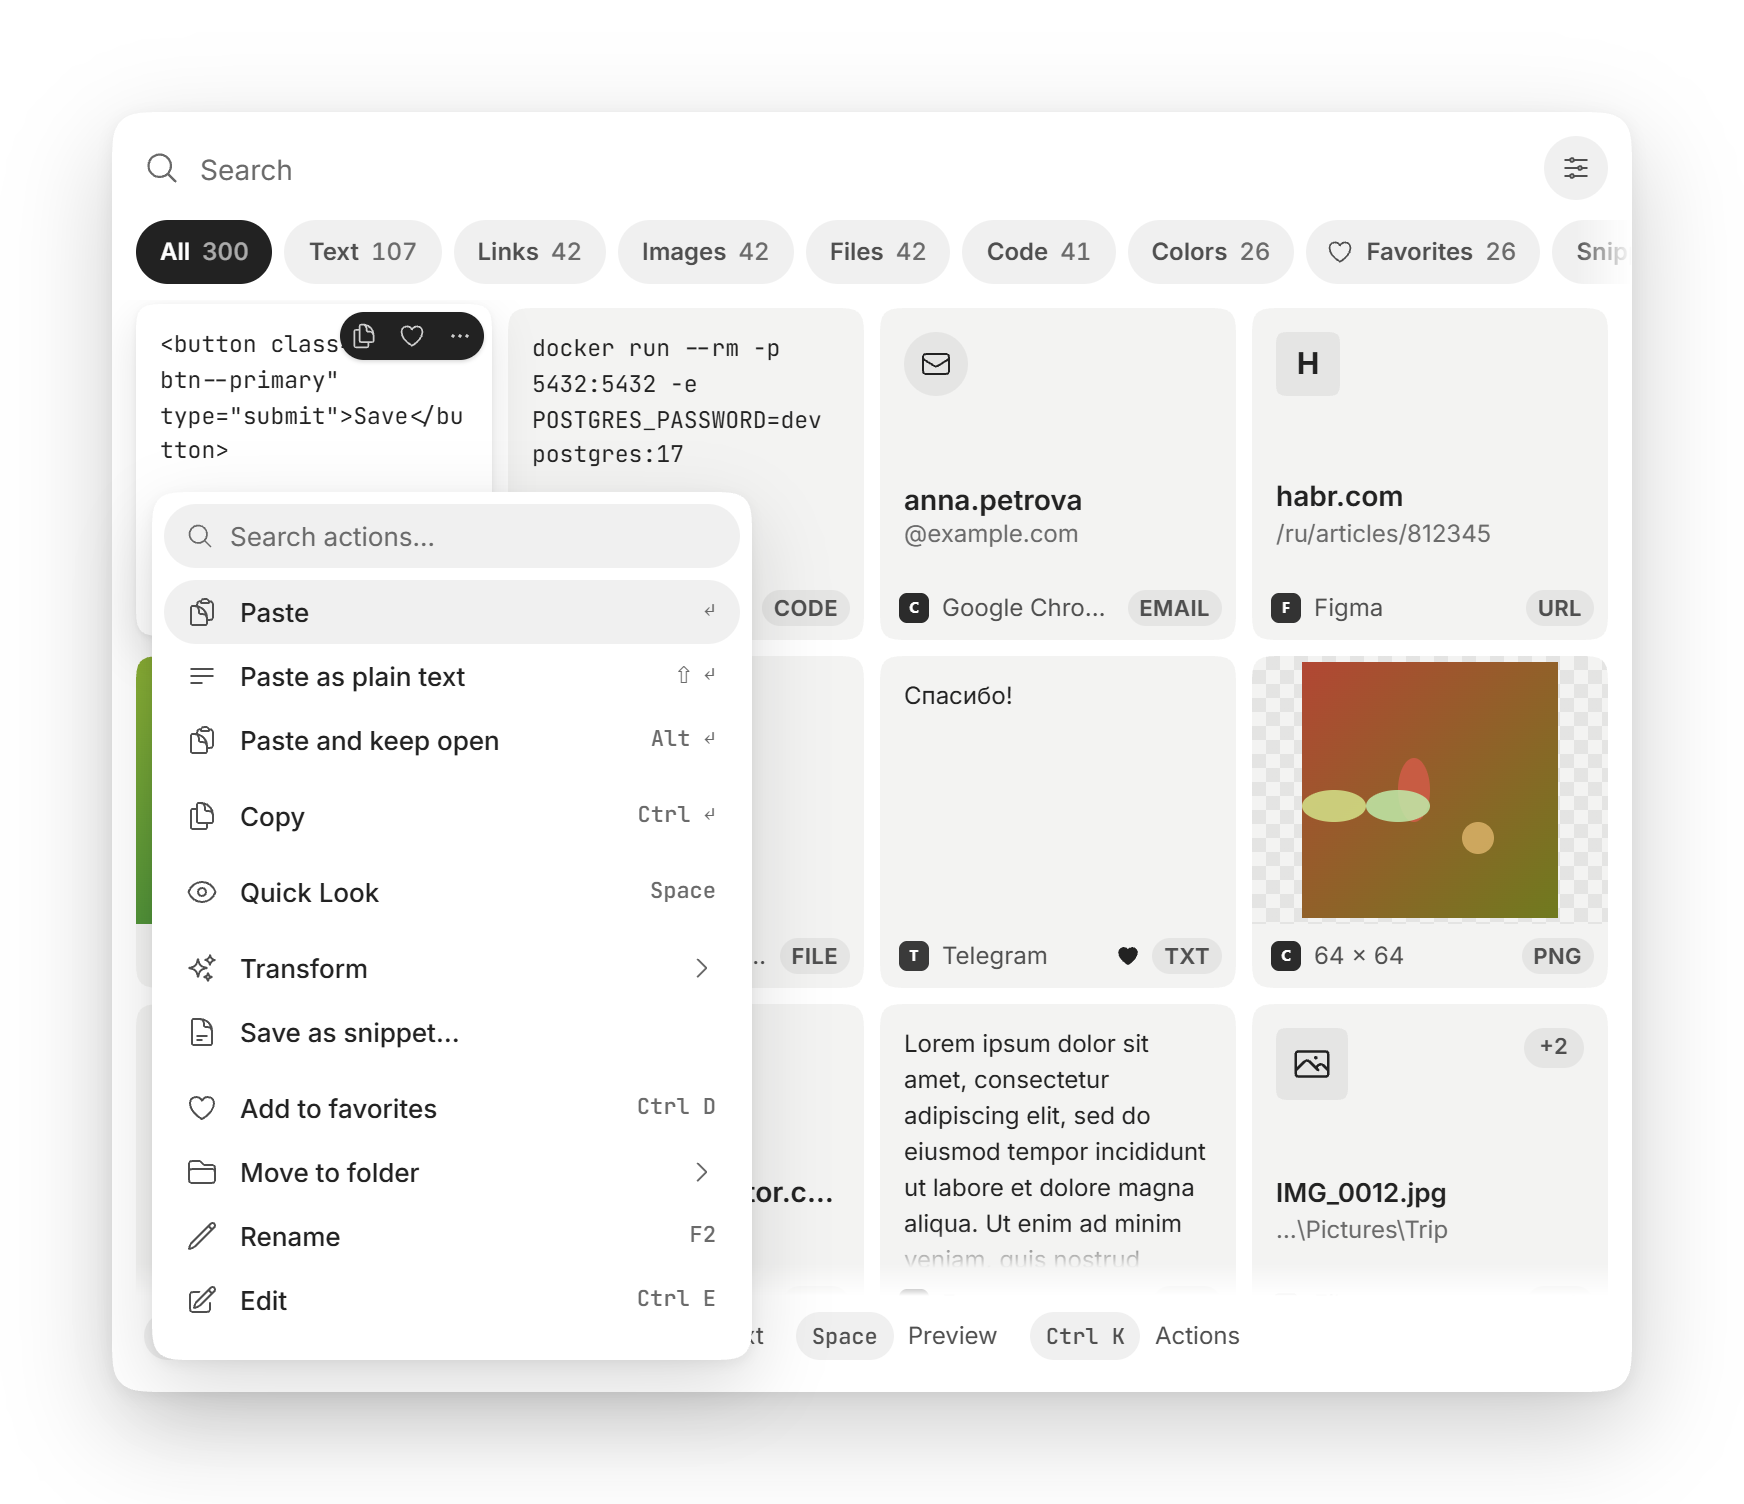 Search
All 300
Text 107
Links 42
Images 42
Files 42
Code 41
Colors 26
Favorites 26
<button class
btn--primary"
type="submit">Save</bu
tton>
docker run --rm -p
5432:5432 -e
POSTGRES_PASSWORD=dev
postgres:17
CODE
anna.petrova
@example.com
C Google Chro... EMAIL
H
habr.com
/ru/articles/812345
F Figma URL
Search actions...
Paste ↵
Paste as plain text ⇧ ↵
Paste and keep open Alt ↵
Copy Ctrl ↵
Quick Look Space
Transform
Save as snippet...
Add to favorites Ctrl D
Move to folder
Rename F2
Edit Ctrl E
FILE
Спасибо!
T Telegram TXT
C 64 × 64 PNG
Lorem ipsum dolor sit
amet, consectetur
adipiscing elit, sed do
eiusmod tempor incididunt
ut labore et dolore magna
aliqua. Ut enim ad minim
veniam, quis nostrud
+2
IMG_0012.jpg
...\Pictures\Trip
Space Preview
Ctrl K Actions